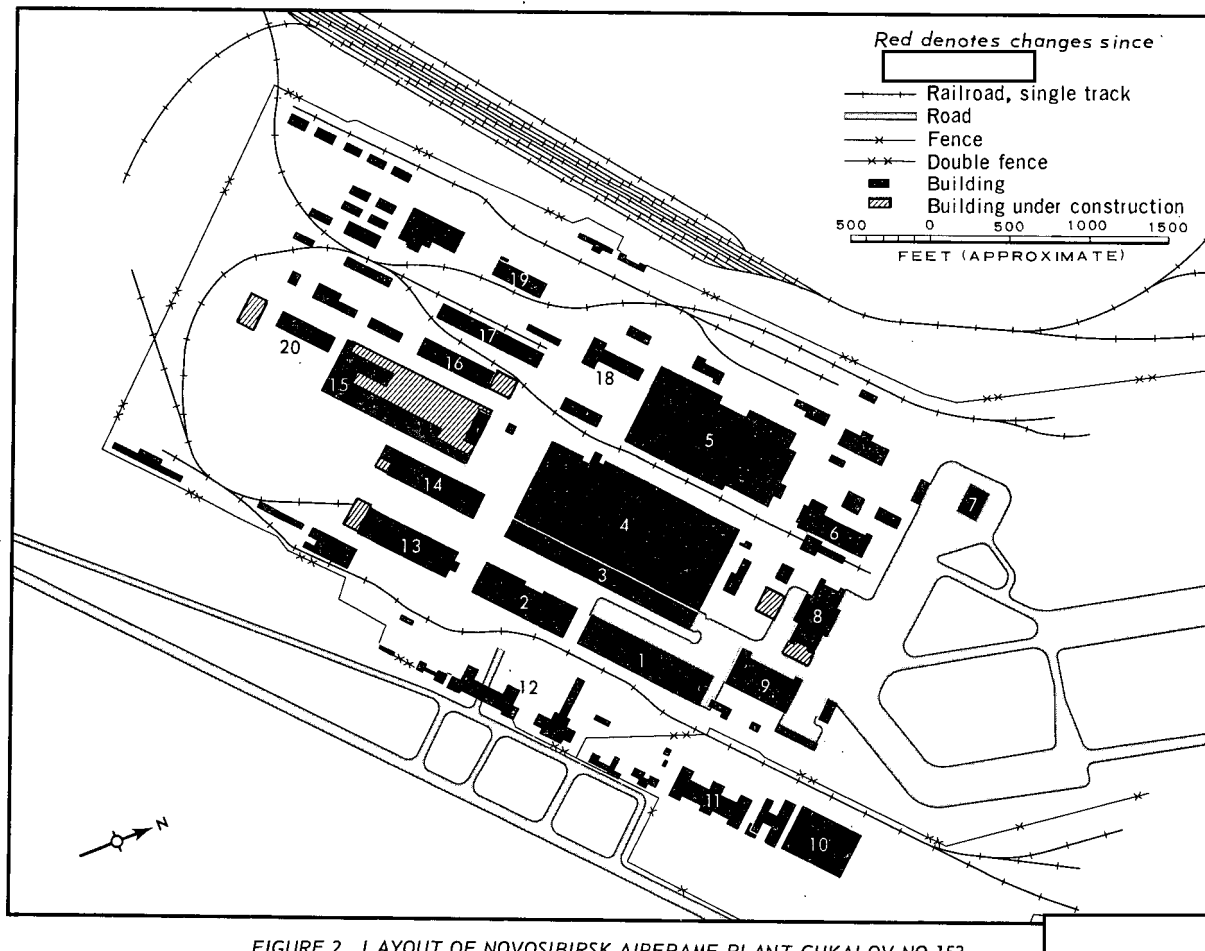 Red denotes changes since
Railroad, single track
Road
Fence
Double fence
Building
Building under construction
500 0 500 1000 1500
FEET (APPROXIMATE)
19
17
20
16
18
15
5
14
7
4
6
13
3
2
8
1
9
12
11
10
N
FIGURE 2. LAYOUT OF NOVOSIBIRSK AIRFRAME PLANT CHKALOV NO 153